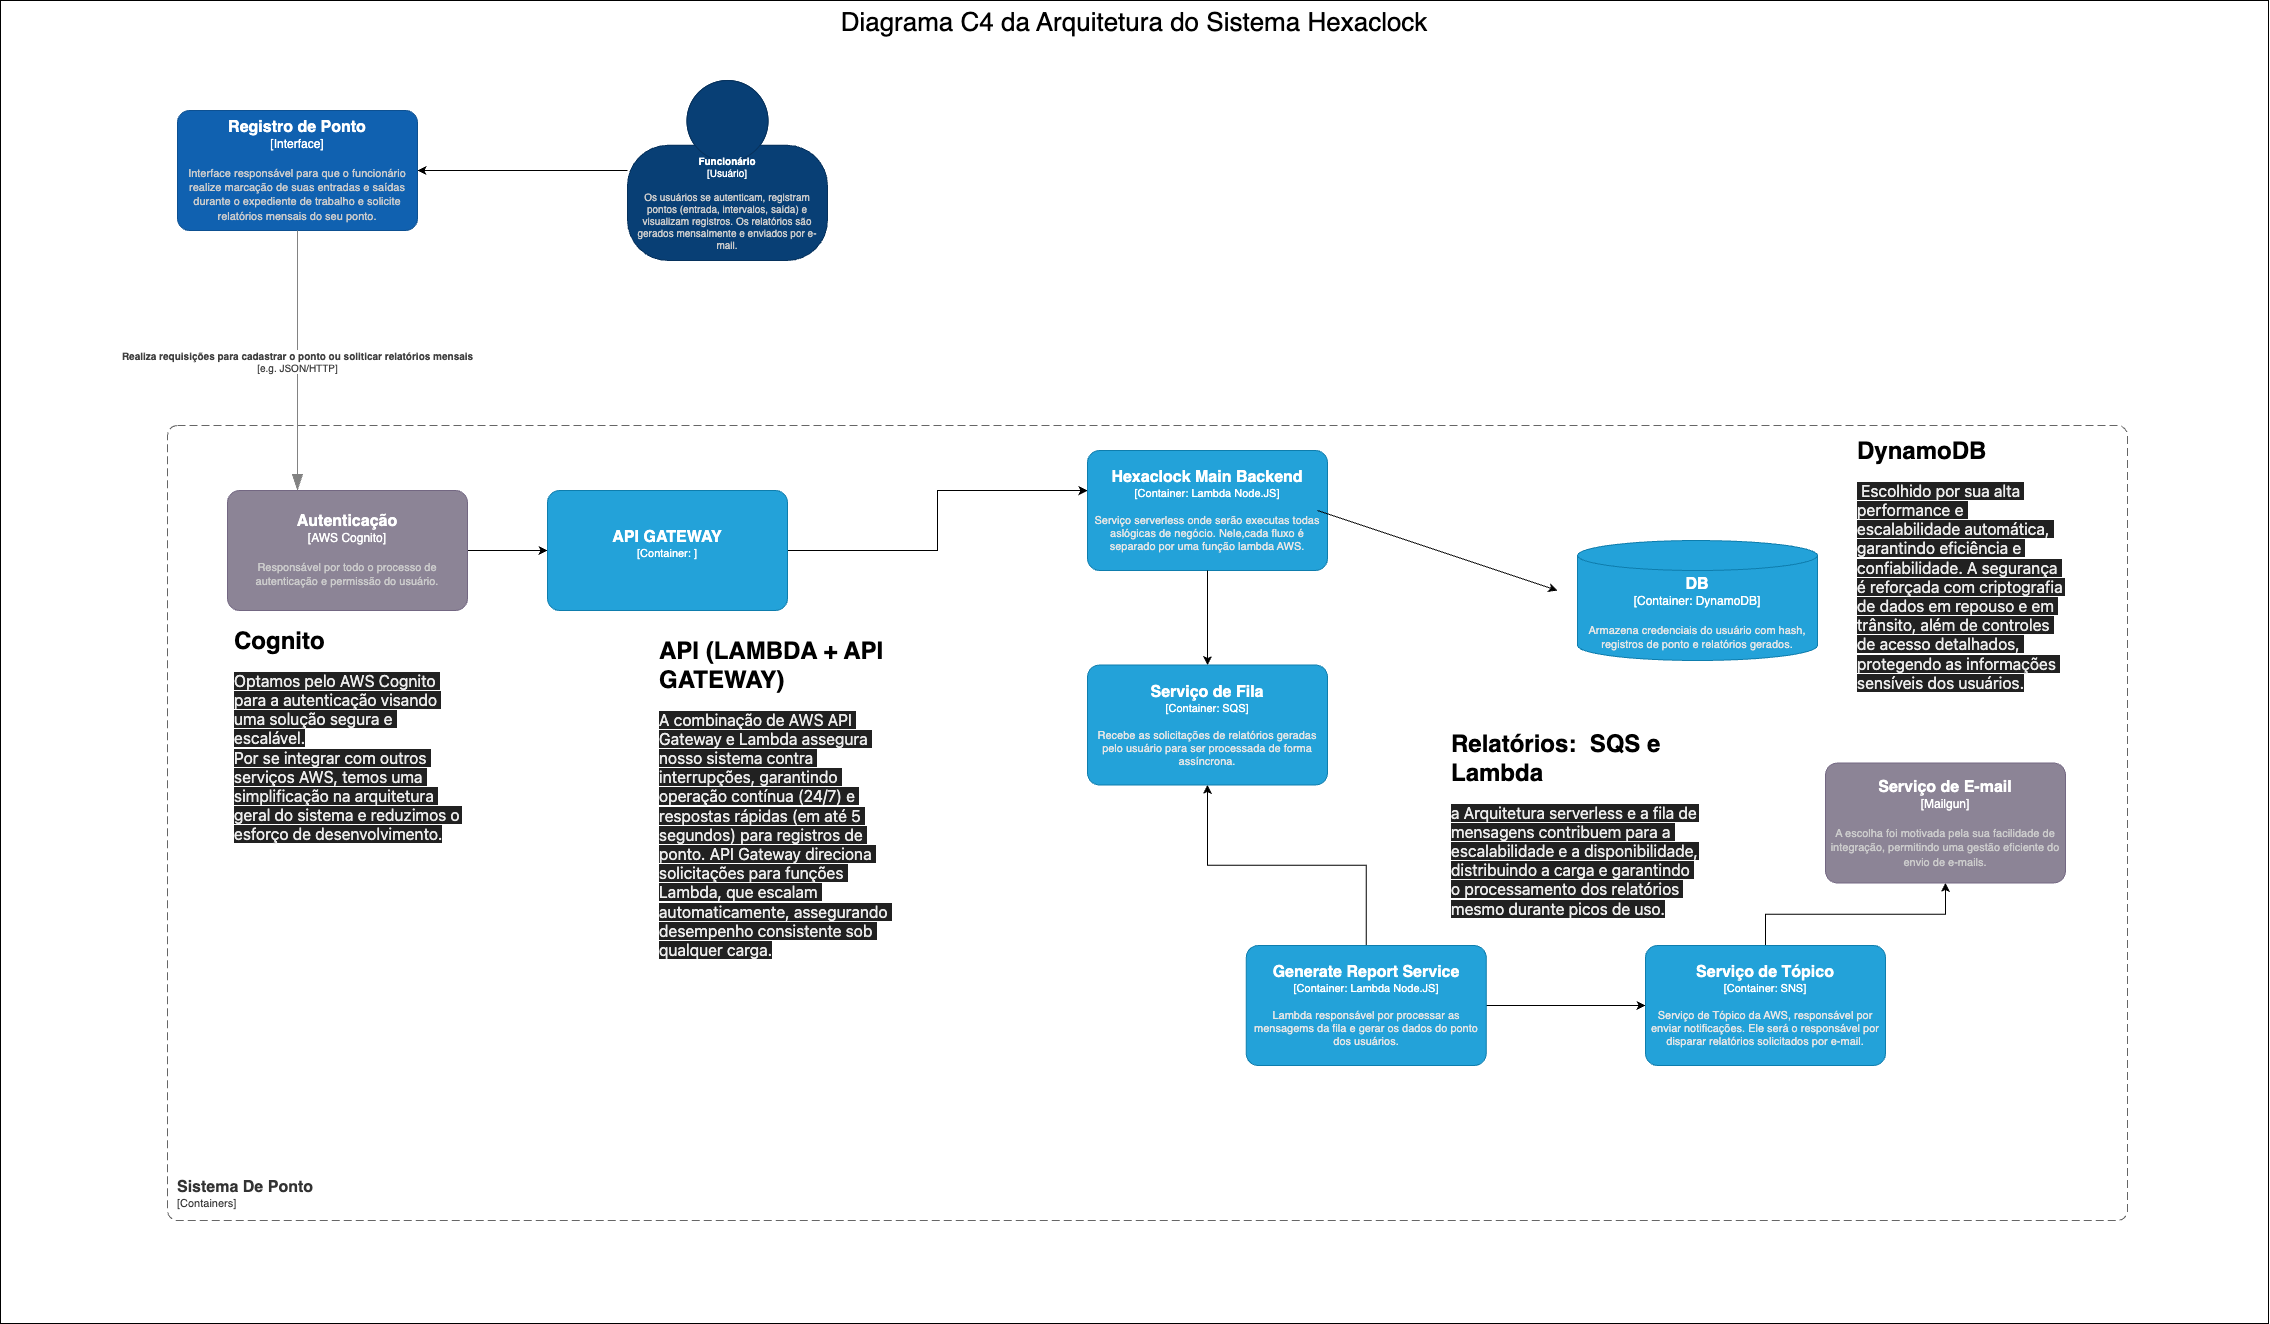 Diagrama C4 da Arquitetura do Sistema Hexaclock
Registro de Ponto
[Interface]
Interface responsável para que o funcionário
realize marcação de suas entradas e saídas
durante o expediente de trabalho e solicite
relatórios mensais do seu ponto.
Funcionário
[Usuário]
Os usuários se autenticam, registram
pontos (entrada, intervalos, saída) e
visualizam registros. Os relatórios são
gerados mensalmente e enviados por e-
mail.
Realiza requisições para cadastrar o ponto ou soliticar relatórios mensais
[e.g. JSON/HTTP]
Autenticação
[AWS Cognito]
Responsável por todo o processo de
autenticação e permissão do usuário.
API GATEWAY
[Container: ]
Hexaclock Main Backend
[Container: Lambda Node.JS]
Serviço serverless onde serão executas todas
aslógicas de negócio. Nele,cada fluxo é
separado por uma função lambda AWS.
DB
[Container: DynamoDB]
Armazena credenciais do usuário com hash,
registros de ponto e relatórios gerados.
DynamoDB
Escolhido por sua alta
performance e
escalabilidade automática,
garantindo eficiência e
confiabilidade. A segurança
é reforçada com criptografia
de dados em repouso e em
trânsito, além de controles
de acesso detalhados,
protegendo as informações
sensíveis dos usuários.
Cognito
Optamos pelo AWS Cognito
para a autenticação visando
uma solução segura e
escalável.
Por se integrar com outros
serviços AWS, temos uma
simplificação na arquitetura
geral do sistema e reduzimos o
esforço de desenvolvimento.
API (LAMBDA + API
GATEWAY)
A combinação de AWS API
Gateway e Lambda assegura
nosso sistema contra
interrupções, garantindo
operação contínua (24/7) e
respostas rápidas (em até 5
segundos) para registros de
ponto. API Gateway direciona
solicitações para funções
Lambda, que escalam
automaticamente, assegurando
desempenho consistente sob
qualquer carga.
Serviço de Fila
[Container: SQS]
Recebe as solicitações de relatórios geradas
pelo usuário para ser processada de forma
assíncrona.
Relatórios:  SQS e
Lambda
a Arquitetura serverless e a fila de
mensagens contribuem para a
escalabilidade e a disponibilidade,
distribuindo a carga e garantindo
o processamento dos relatórios
mesmo durante picos de uso.
Serviço de E-mail
[Mailgun]
A escolha foi motivada pela sua facilidade de
integração, permitindo uma gestão eficiente do
envio de e-mails.
Generate Report Service
[Container: Lambda Node.JS]
Lambda responsável por processar as
mensagems da fila e gerar os dados do ponto
dos usuários.
Serviço de Tópico
[Container: SNS]
Serviço de Tópico da AWS, responsável por
enviar notificações. Ele será o responsável por
disparar relatórios solicitados por e-mail.
Sistema De Ponto
[Containers]